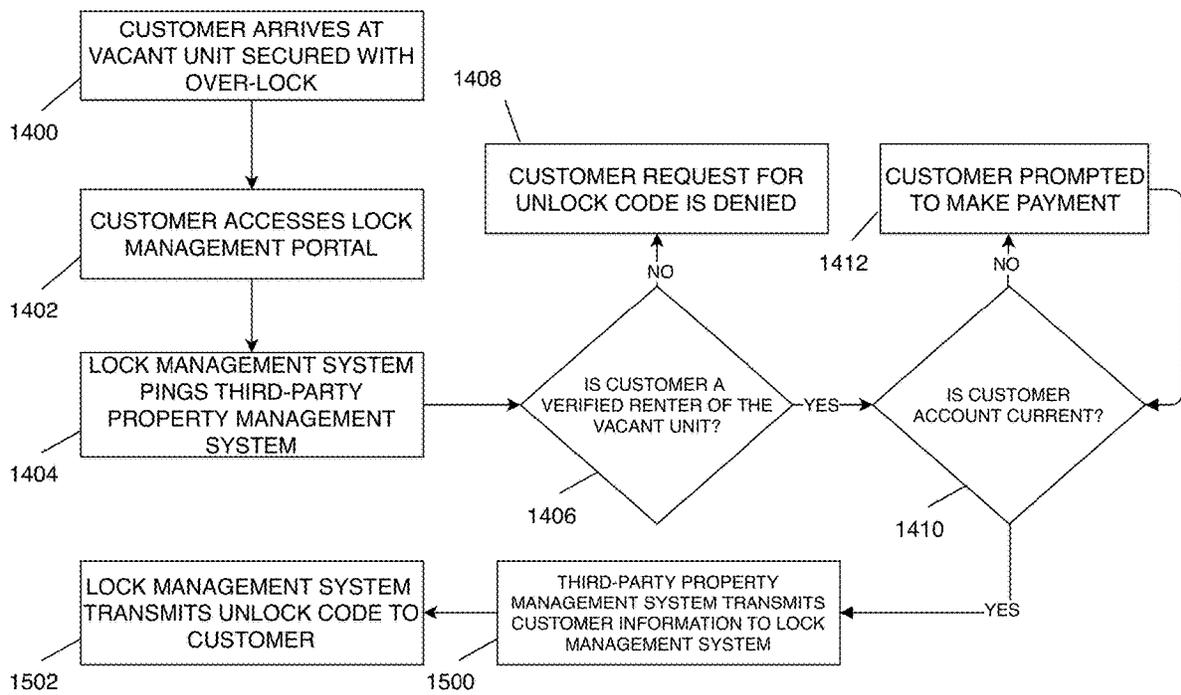 CUSTOMER ARRIVES AT
VACANT UNIT SECURED WITH
OVER-LOCK
1400
CUSTOMER ACCESSES LOCK
MANAGEMENT PORTAL
1402
LOCK MANAGEMENT SYSTEM
PINGS THIRD-PARTY
PROPERTY MANAGEMENT
SYSTEM
1404
IS CUSTOMER A
VERIFIED RENTER OF THE
VACANT UNIT?
1406
NO
1408
CUSTOMER REQUEST FOR
UNLOCK CODE IS DENIED
YES
IS CUSTOMER
ACCOUNT CURRENT?
1410
NO
CUSTOMER PROMPTED
TO MAKE PAYMENT
1412
YES
THIRD-PARTY PROPERTY
MANAGEMENT SYSTEM TRANSMITS
CUSTOMER INFORMATION TO LOCK
MANAGEMENT SYSTEM
1500
LOCK MANAGEMENT SYSTEM
TRANSMITS UNLOCK CODE TO
CUSTOMER
1502